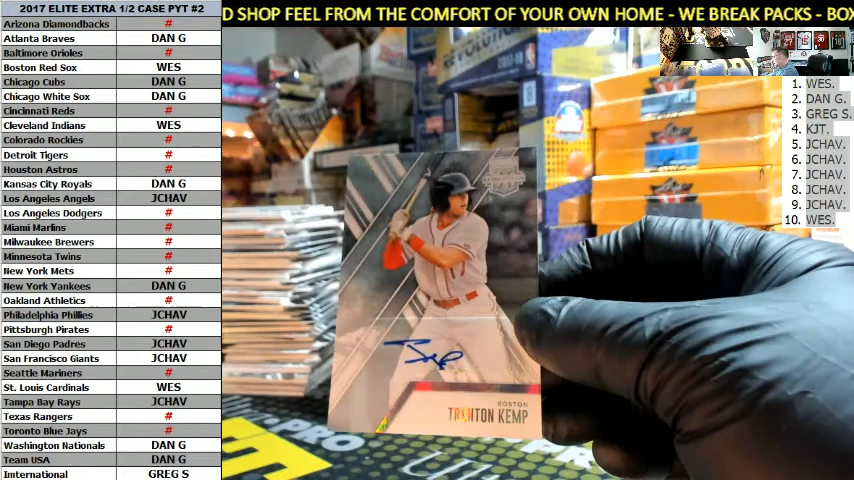 2017 ELITE EXTRA 1/2 CASE PYT #2
Arizona Diamondbacks #
Atlanta Braves DAN G
Baltimore Orioles #
Boston Red Sox WES
Chicago Cubs DAN G
Chicago White Sox DAN G
Cincinnati Reds #
Cleveland Indians WES
Colorado Rockies #
Detroit Tigers #
Houston Astros #
Kansas City Royals DAN G
Los Angeles Angels JCHAV
Los Angeles Dodgers #
Miami Marlins #
Milwaukee Brewers #
Minnesota Twins #
New York Mets #
New York Yankees DAN G
Oakland Athletics #
Philadelphia Phillies JCHAV
Pittsburgh Pirates #
San Diego Padres JCHAV
San Francisco Giants JCHAV
Seattle Mariners #
St. Louis Cardinals WES
Tampa Bay Rays JCHAV
Texas Rangers #
Toronto Blue Jays #
Washington Nationals DAN G
Team USA DAN G
International GREG S
D SHOP FEEL FROM THE COMFORT OF YOUR OWN HOME - WE BREAK PACKS - BOX
1. WES.
2. DAN G.
3. GREG S.
4. KJT.
5. JCHAV.
6. JCHAV.
7. JCHAV.
8. JCHAV.
9. JCHAV.
10. WES.
REVOLUTION
2017-18
17
BOSTON
TRENTON KEMP
PRO